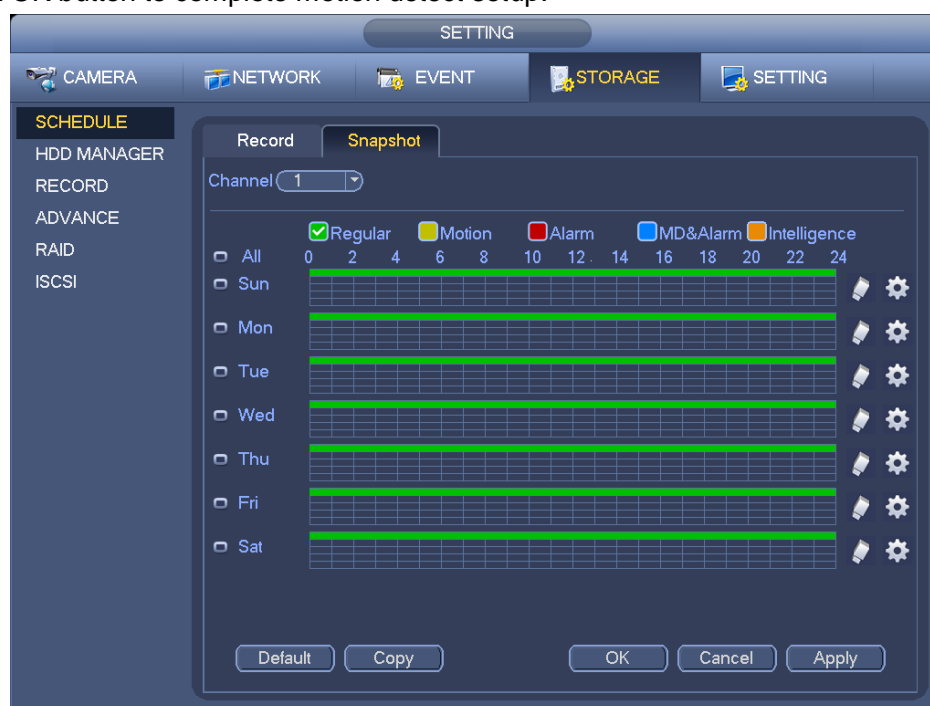 OK button to complete motion detect setup.
SETTING
CAMERA NETWORK EVENT STORAGE SETTING
SCHEDULE
HDD MANAGER
RECORD
ADVANCE
RAID
ISCSI
Record Snapshot
Channel 1
Regular Motion Alarm MD&Alarm Intelligence
All 0 2 4 6 8 10 12 14 16 18 20 22 24
Sun
Mon
Tue
Wed
Thu
Fri
Sat
Default Copy OK Cancel Apply